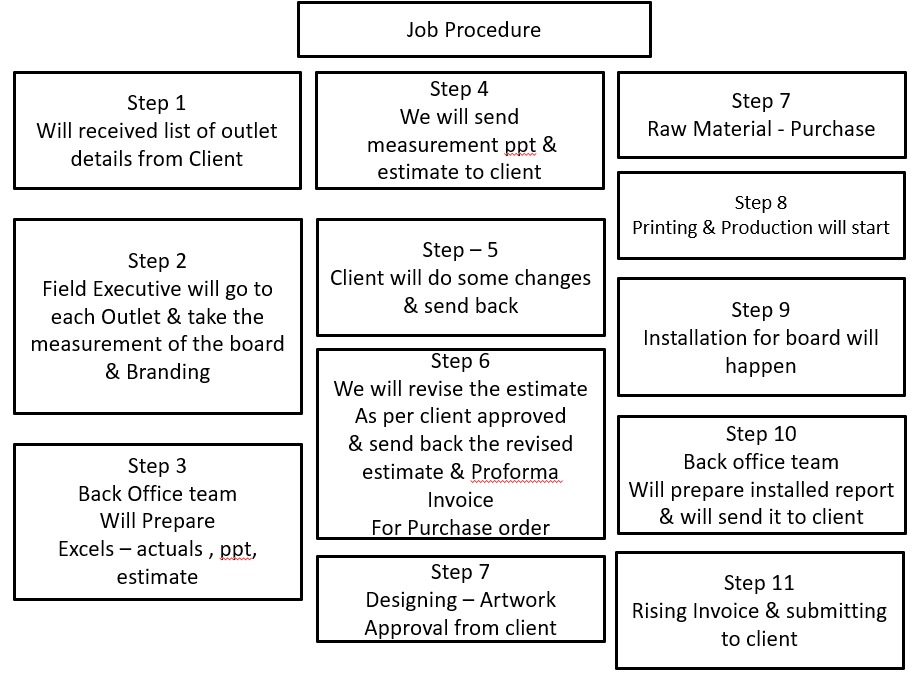 Job Procedure
Step 1
Will received list of outlet
details from Client
Step 2
Field Executive will go to
each Outlet & take the
measurement of the board
& Branding
Step 3
Back Office team
Will Prepare
Excels – actuals , ppt,
estimate
Step 4
We will send
measurement ppt &
estimate to client
Step – 5
Client will do some changes
& send back
Step 6
We will revise the estimate
As per client approved
& send back the revised
estimate & Proforma
Invoice
For Purchase order
Step 7
Designing – Artwork
Approval from client
Step 7
Raw Material - Purchase
Step 8
Printing & Production will start
Step 9
Installation for board will
happen
Step 10
Back office team
Will prepare installed report
& will send it to client
Step 11
Rising Invoice & submitting
to client